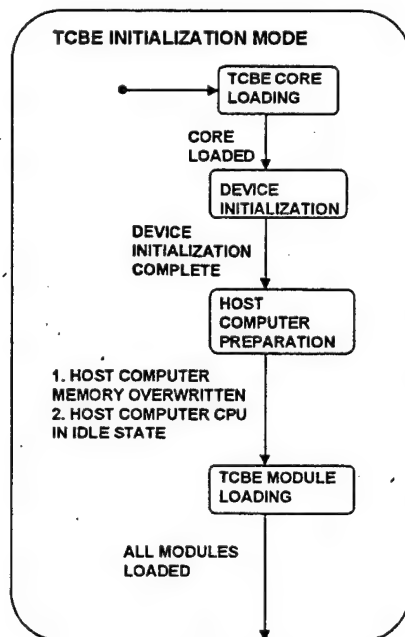 TCBE INITIALIZATION MODE
TCBE CORE
LOADING
CORE
LOADED
DEVICE
INITIALIZATION
DEVICE
INITIALIZATION
COMPLETE
HOST
COMPUTER
PREPARATION
1. HOST COMPUTER
MEMORY OVERWRITTEN
2. HOST COMPUTER CPU
IN IDLE STATE
TCBE MODULE
LOADING
ALL MODULES
LOADED